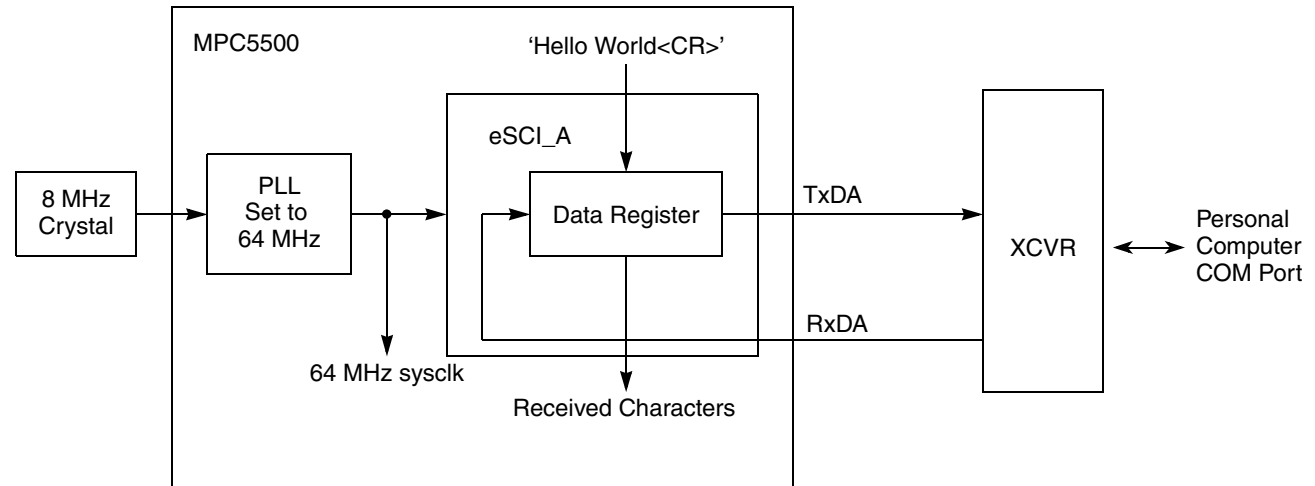 MPC5500
‘Hello World<CR>’
eSCI_A
8 MHz
Crystal
PLL
Set to
64 MHz
Data Register
TxDA
XCVR
Personal
Computer
COM Port
RxDA
64 MHz sysclk
Received Characters